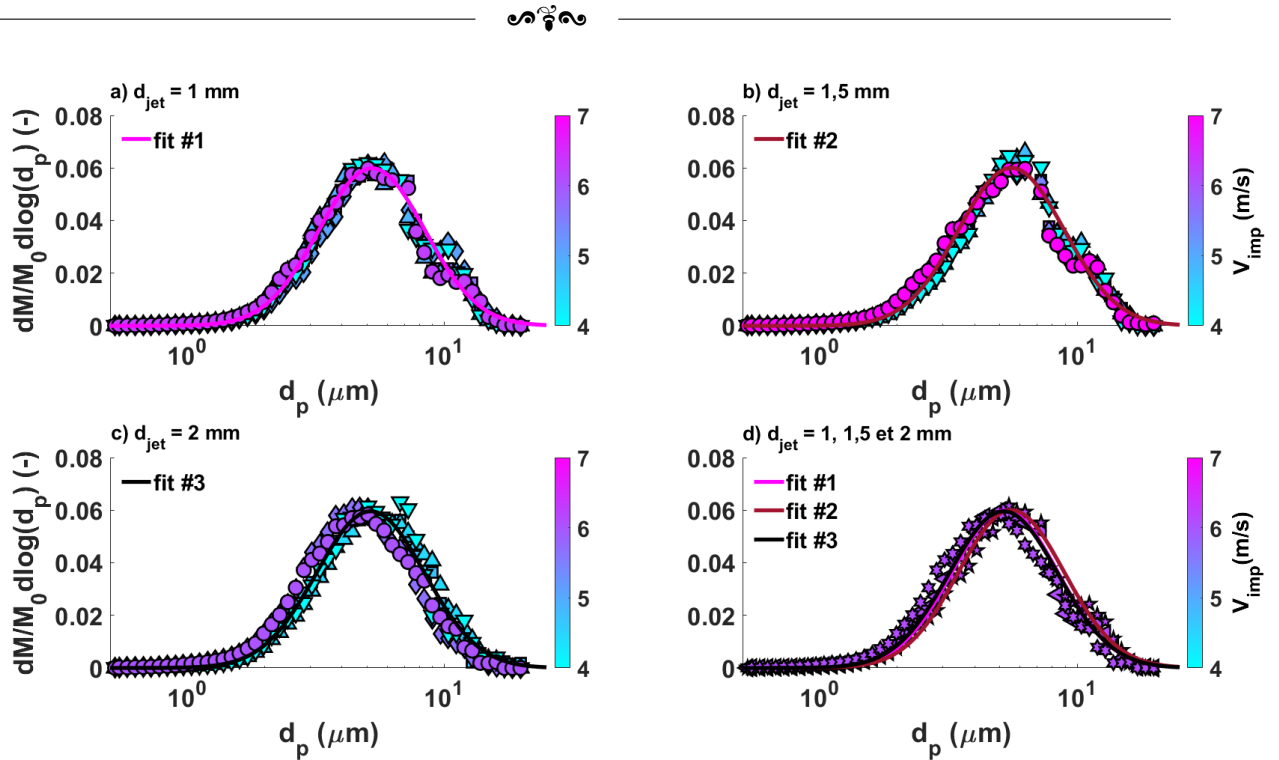 a) d_jet = 1 mm
dM/M_0 dlog(d_p) (-)
0.08
0.06
0.04
0.02
0
fit #1
10^0
10^1
d_p (μm)
7
6
5
4
b) d_jet = 1,5 mm
0.08
0.06
0.04
0.02
0
fit #2
10^0
10^1
d_p (μm)
7
6
5
4
v_imp (m/s)
c) d_jet = 2 mm
dM/M_0 dlog(d_p) (-)
0.08
0.06
0.04
0.02
0
fit #3
10^0
10^1
d_p (μm)
7
6
5
4
d) d_jet = 1, 1,5 et 2 mm
0.08
0.06
0.04
0.02
0
fit #1
fit #2
fit #3
10^0
10^1
d_p (μm)
7
6
5
4
v_imp(m/s)